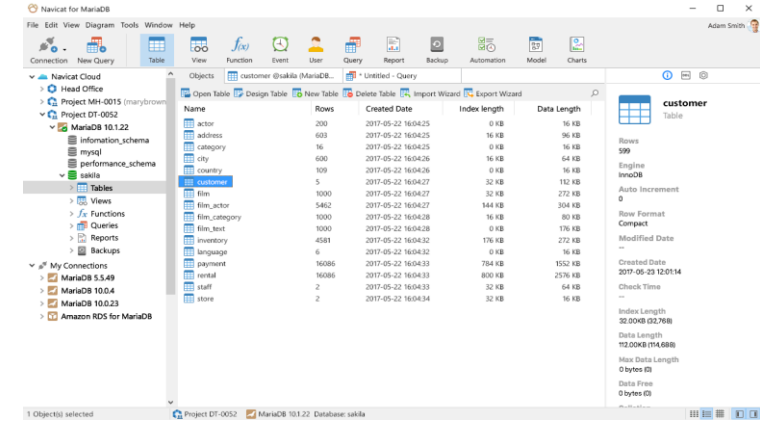 Navicat for MariaDB
File Edit View Diagram Tools Window Help
Adam Smith
Connection New Query Table View Function Event User Query Report Backup Automation Model Charts
Navicat Cloud
Head Office
Project MH-0015 (marybrown
Project DT-0052
MariaDB 10.1.22
infomation_schema
mysql
performance_schema
sakila
Tables
Views
Functions
Queries
Reports
Backups
My Connections
MariaDB 5.5.49
MariaDB 10.0.4
MariaDB 10.0.23
Amazon RDS for MariaDB
Objects customer @sakila (MariaDB... * Untitled - Query
Open Table Design Table New Table Delete Table Import Wizard Export Wizard
Name Rows Created Date Index length Data Length
actor 200 2017-05-22 16:04:25 0 KB 16 KB
address 603 2017-05-22 16:04:25 16 KB 96 KB
category 16 2017-05-22 16:04:25 0 KB 16 KB
city 600 2017-05-22 16:04:26 16 KB 64 KB
country 109 2017-05-22 16:04:26 0 KB 16 KB
customer 5 2017-05-22 16:04:27 32 KB 112 KB
film 1000 2017-05-22 16:04:27 32 KB 272 KB
film_actor 5462 2017-05-22 16:04:27 144 KB 304 KB
film_category 1000 2017-05-22 16:04:28 16 KB 80 KB
film_text 1000 2017-05-22 16:04:28 0 KB 176 KB
inventory 4581 2017-05-22 16:04:32 176 KB 272 KB
language 6 2017-05-22 16:04:32 0 KB 16 KB
payment 16086 2017-05-22 16:04:33 784 KB 1552 KB
rental 16086 2017-05-22 16:04:33 800 KB 2576 KB
staff 2 2017-05-22 16:04:33 32 KB 64 KB
store 2 2017-05-22 16:04:34 32 KB 16 KB
customer
Table
Rows
599
Engine
InnoDB
Auto Increment
0
Row Format
Compact
Modified Date
--
Created Date
2017-05-23 12:01:14
Check Time
--
Index Length
32.00KB (32,768)
Data Length
112.00KB (114,688)
Max Data Length
0 bytes (0)
Data Free
0 bytes (0)
1 Object(s) selected Project DT-0052 MariaDB 10.1.22 Database: sakila